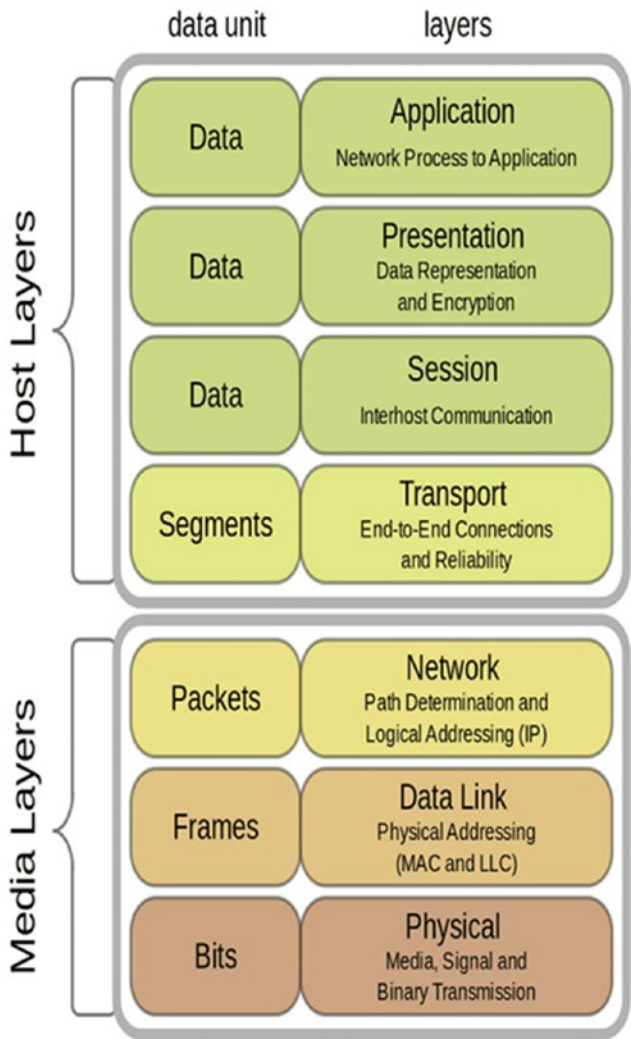 data unit layers
Host Layers
Data
Application
Network Process to Application
Data
Presentation
Data Representation
and Encryption
Data
Session
Interhost Communication
Segments
Transport
End-to-End Connections
and Reliability
Media Layers
Packets
Network
Path Determination and
Logical Addressing (IP)
Frames
Data Link
Physical Addressing
(MAC and LLC)
Bits
Physical
Media, Signal and
Binary Transmission